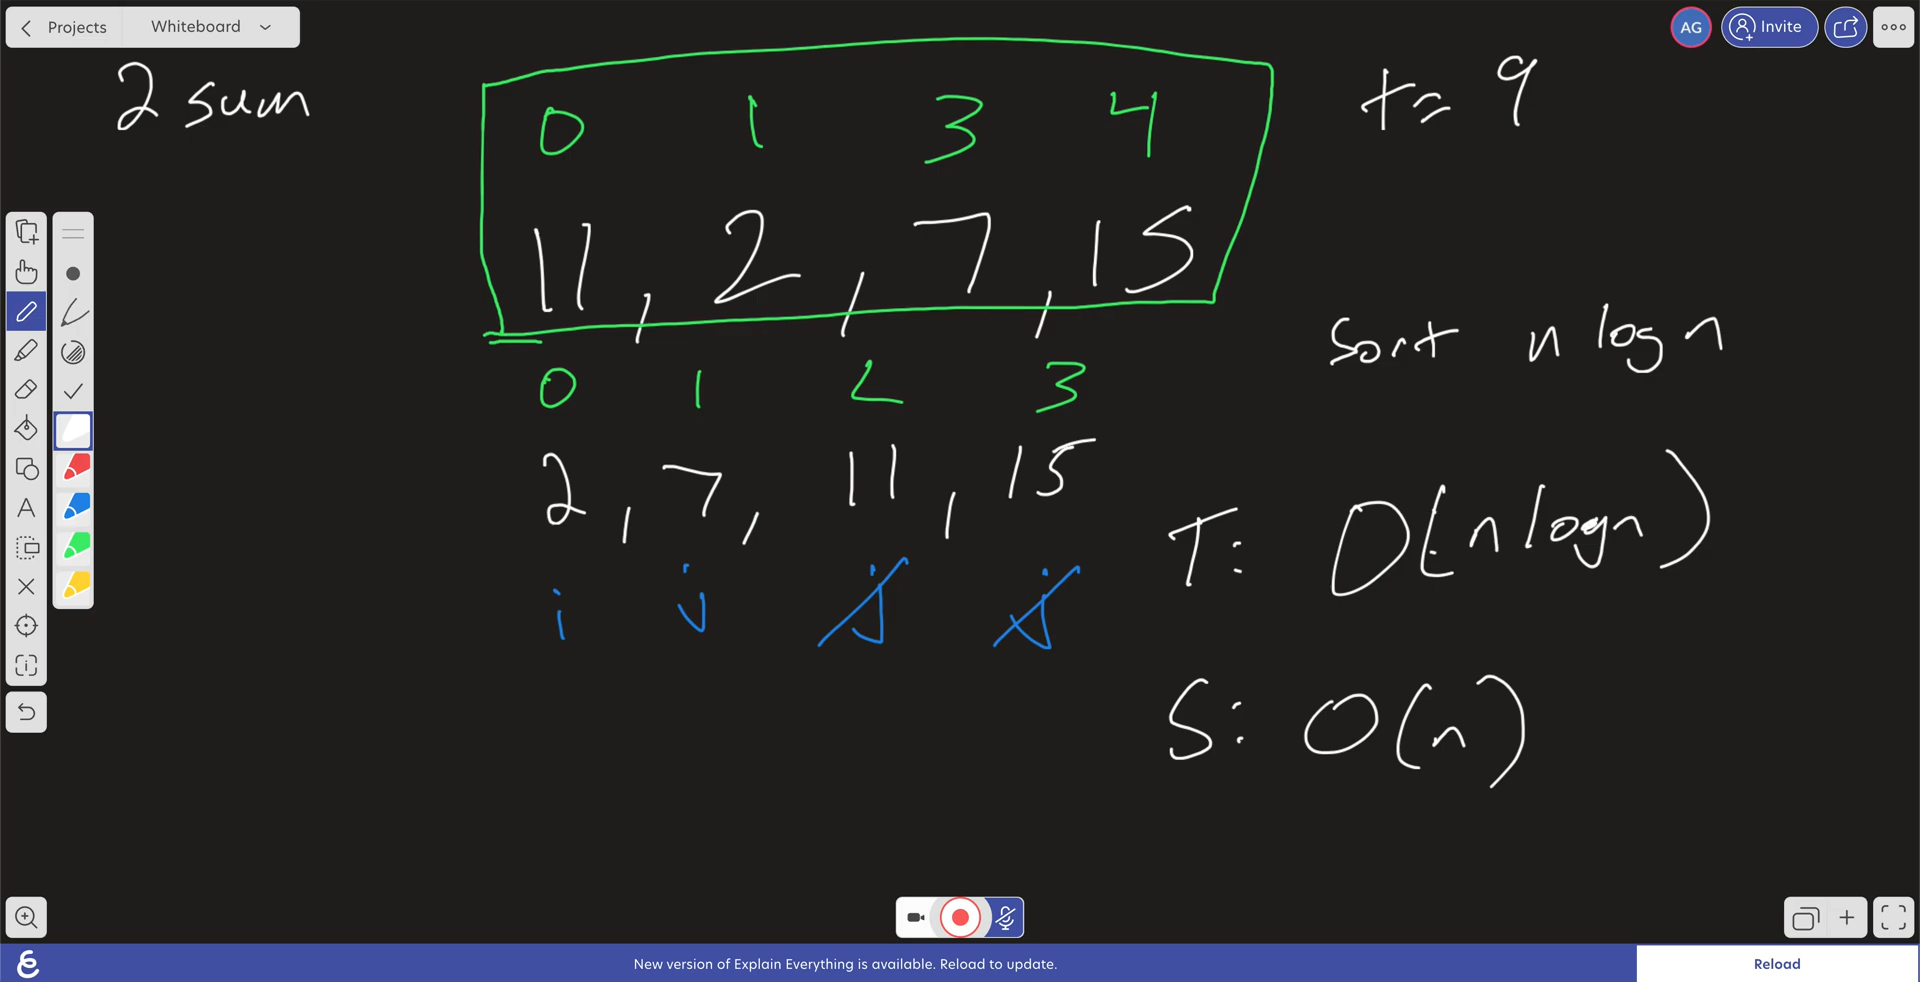 Projects Whiteboard AG Invite
2 sum
t = 9
0 1 3 4
11, 2, 7, 15
sort n log n
0 1 2 3
2, 7, 11, 15
T: O(n logn)
i j j j
S: O(n)
New version of Explain Everything is available. Reload to update. Reload